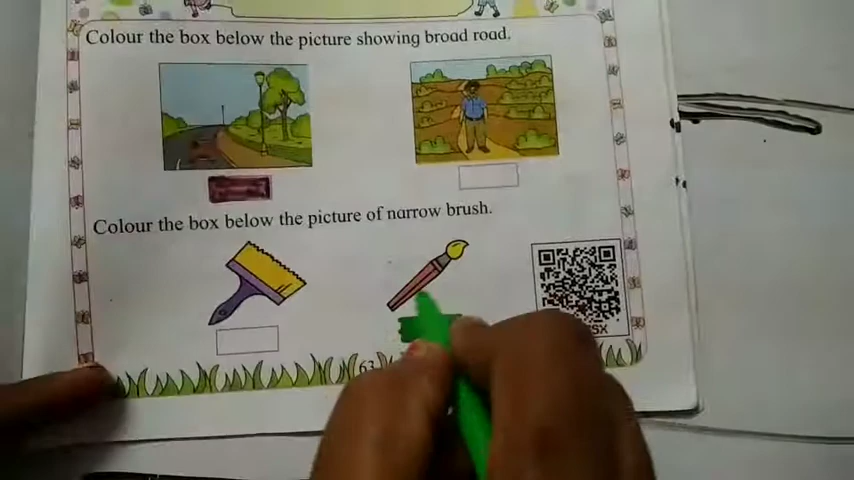 Colour the box below the picture showing broad road.
Colour the box below the picture of narrow brush.
63